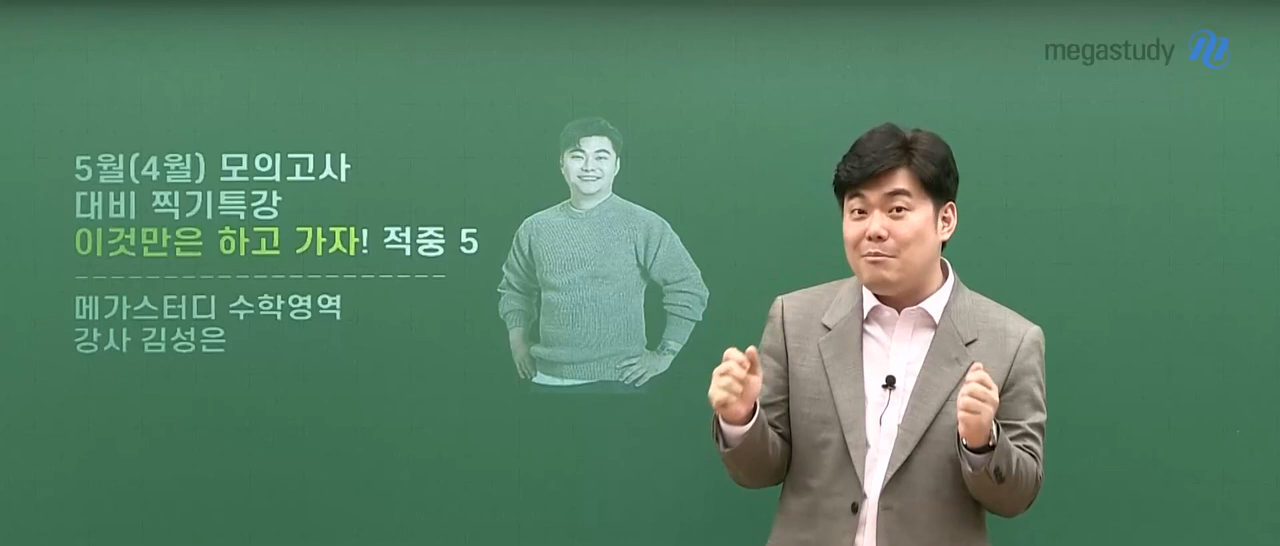 megastudy
5월(4월) 모의고사
대비 찍기특강
이것만은 하고 가자! 적중 5
메가스터디 수학영역
강사 김성은